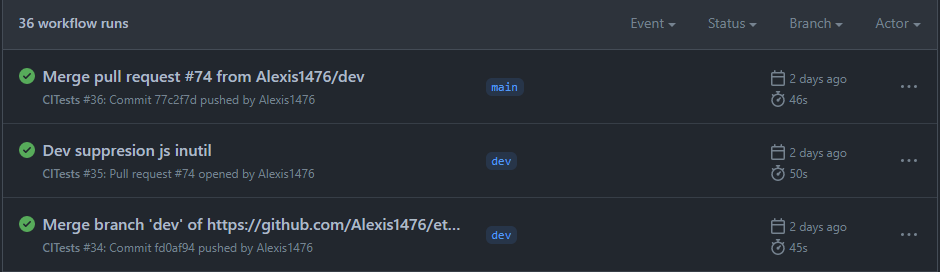 36 workflow runs
Event Status Branch Actor
Merge pull request #74 from Alexis1476/dev
main
2 days ago
CITests #36: Commit 77c2f7d pushed by Alexis1476
46s
Dev suppresion js inutil
dev
2 days ago
CITests #35: Pull request #74 opened by Alexis1476
50s
Merge branch 'dev' of https://github.com/Alexis1476/et...
dev
2 days ago
CITests #34: Commit fd0af94 pushed by Alexis1476
45s